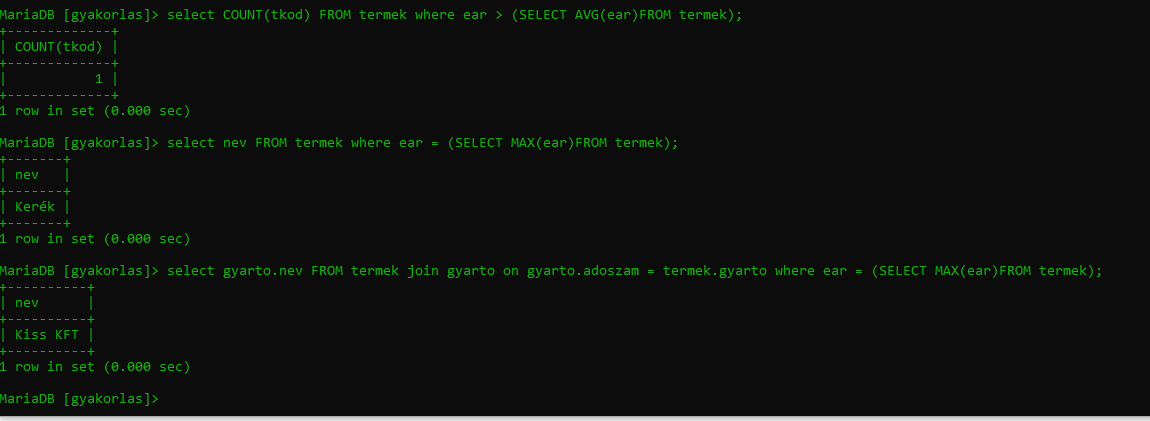 MariaDB [gyakorlas]> select COUNT(tkod) FROM termek where ear > (SELECT AVG(ear)FROM termek);
+-------------+
| COUNT(tkod) |
+-------------+
|           1 |
+-------------+
1 row in set (0.000 sec)

MariaDB [gyakorlas]> select nev FROM termek where ear = (SELECT MAX(ear)FROM termek);
+-------+
| nev   |
+-------+
| Kerék |
+-------+
1 row in set (0.000 sec)

MariaDB [gyakorlas]> select gyarto.nev FROM termek join gyarto on gyarto.adoszam = termek.gyarto where ear = (SELECT MAX(ear)FROM termek);
+----------+
| nev      |
+----------+
| Kiss KFT |
+----------+
1 row in set (0.000 sec)

MariaDB [gyakorlas]>